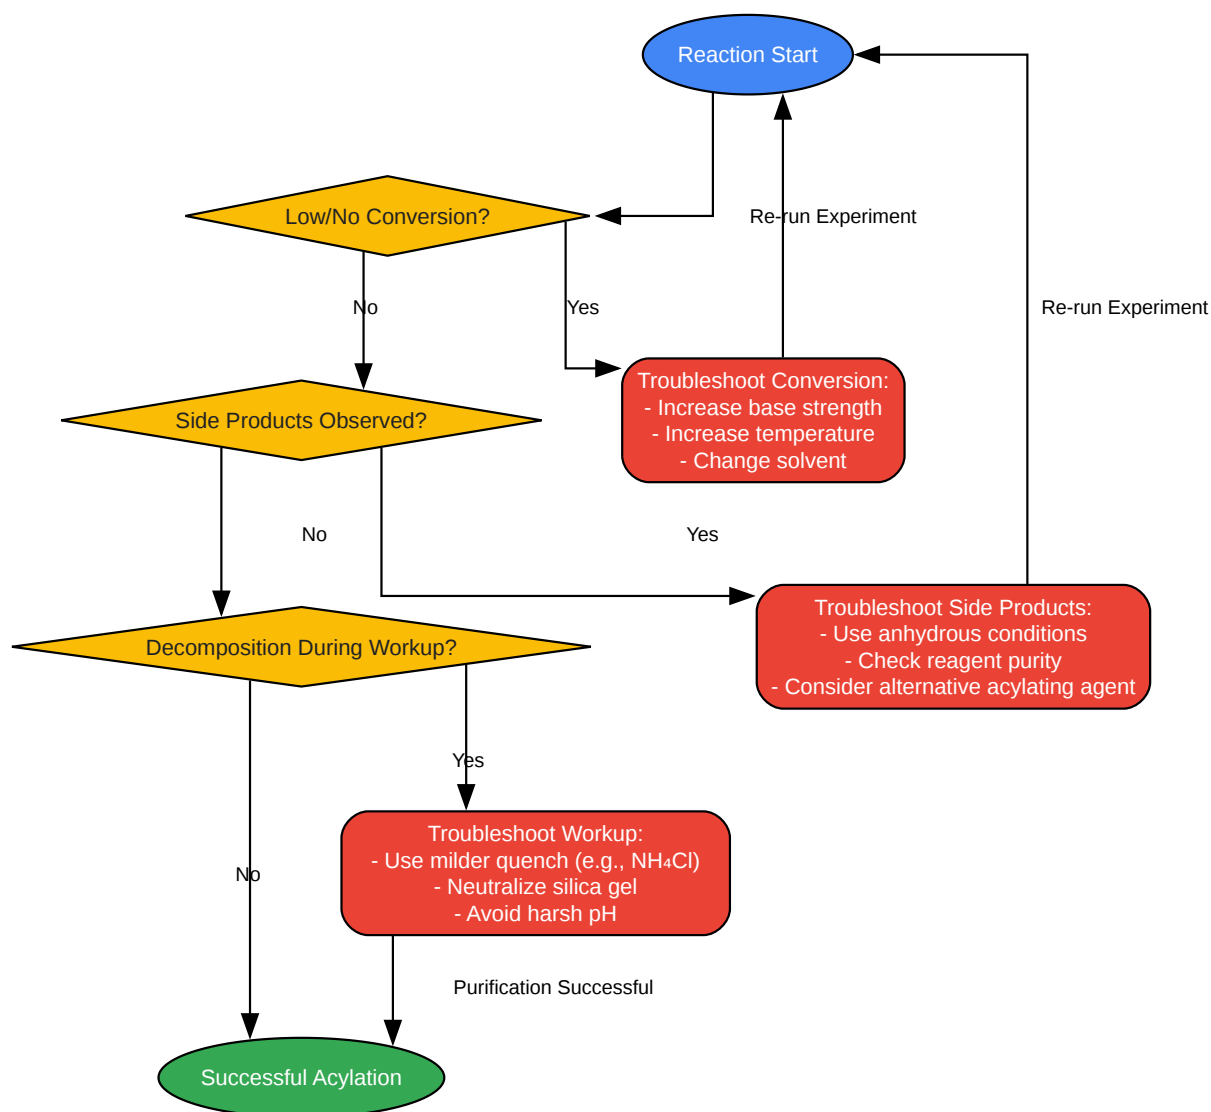 Reaction Start
Low/No Conversion?
Re-run Experiment
No
Yes
Re-run Experiment
Troubleshoot Conversion:
- Increase base strength
- Increase temperature
- Change solvent
Side Products Observed?
No
Yes
Troubleshoot Side Products:
- Use anhydrous conditions
- Check reagent purity
- Consider alternative acylating agent
Decomposition During Workup?
Yes
No
Troubleshoot Workup:
- Use milder quench (e.g., NH₄Cl)
- Neutralize silica gel
- Avoid harsh pH
Purification Successful
Successful Acylation